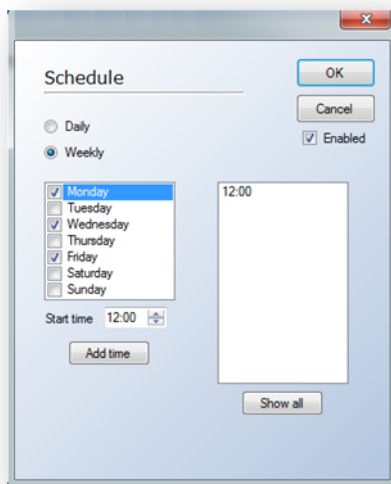 Schedule
OK
Cancel
Enabled
Daily
Weekly
Monday
Tuesday
Wednesday
Thursday
Friday
Saturday
Sunday
12:00
Start time 12:00
Add time
Show all